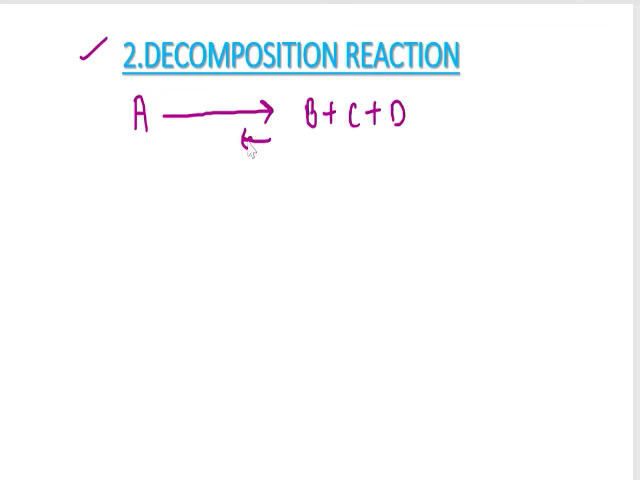 2.DECOMPOSITION REACTION
A → B + C + D
←